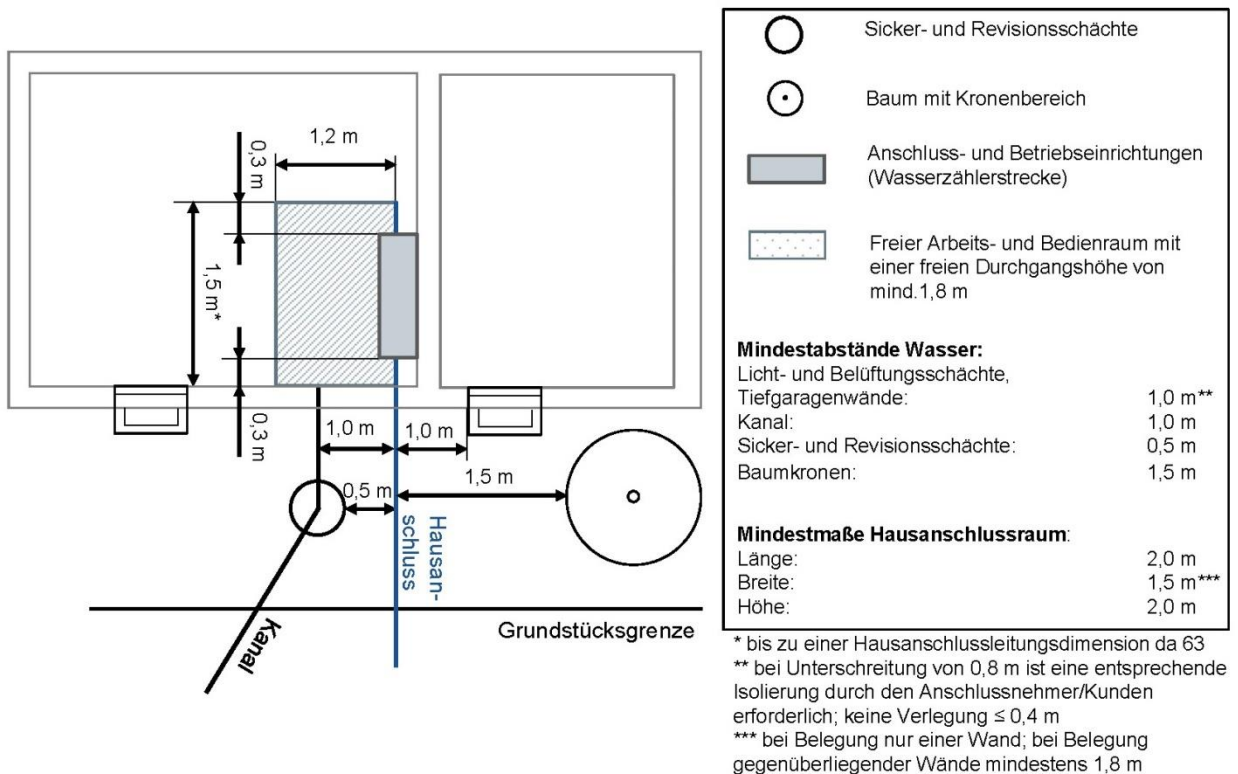 1,2 m
0,3 m
1,5 m*
0,3 m
1,0 m
1,0 m
0,5 m
1,5 m
Hausan-
schluss
Kanal
Grundstücksgrenze
Sicker- und Revisionsschächte
Baum mit Kronenbereich
Anschluss- und Betriebseinrichtungen
(Wasserzählerstrecke)
Freier Arbeits- und Bedienraum mit
einer freien Durchgangshöhe von
mind.1,8 m
Mindestabstände Wasser:
Licht- und Belüftungsschächte,
Tiefgaragenwände: 1,0 m**
Kanal: 1,0 m
Sicker- und Revisionsschächte: 0,5 m
Baumkronen: 1,5 m
Mindestmaße Hausanschlussraum:
Länge: 2,0 m
Breite: 1,5 m***
Höhe: 2,0 m
* bis zu einer Hausanschlussleitungsdimension da 63
** bei Unterschreitung von 0,8 m ist eine entsprechende
Isolierung durch den Anschlussnehmer/Kunden
erforderlich; keine Verlegung ≤ 0,4 m
*** bei Belegung nur einer Wand; bei Belegung
gegenüberliegender Wände mindestens 1,8 m